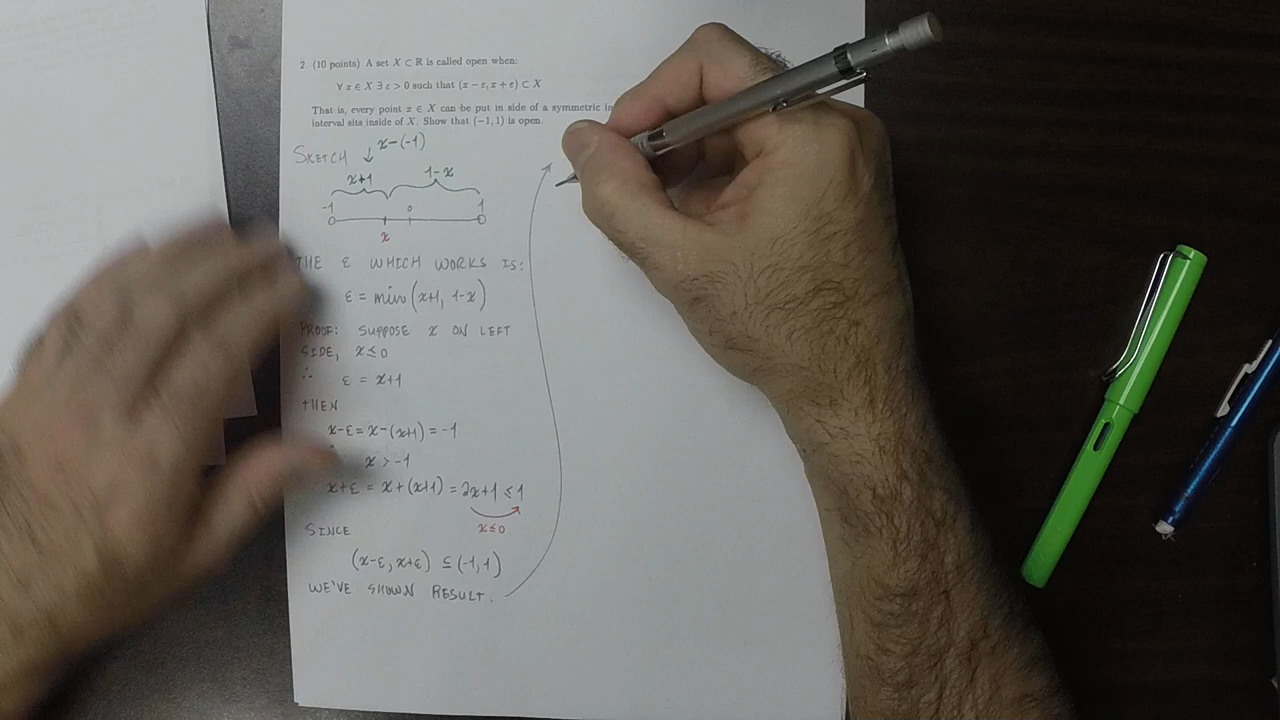 2. (10 points) A set X ⊂ R is called open when:
∀ x ∈ X ∃ ε > 0 such that (x − ε, x + ε) ⊂ X
That is, every point x ∈ X can be put in side of a symmetric in
interval sits inside of X. Show that (−1, 1) is open.
SKETCH ↓ x-(-1)
x+1 1-x
-1 0 1
x
THE ε WHICH WORKS IS:
ε = min(x+1, 1-x)
PROOF: SUPPOSE x ON LEFT
SIDE, x ≤ 0
∴ ε = x+1
THEN
x-ε = x-(x+1) = -1
x > -1
x+ε = x+(x+1) = 2x+1 ≤ 1
x ≤ 0
SINCE
(x-ε, x+ε) ⊆ (-1,1)
WE'VE SHOWN RESULT.